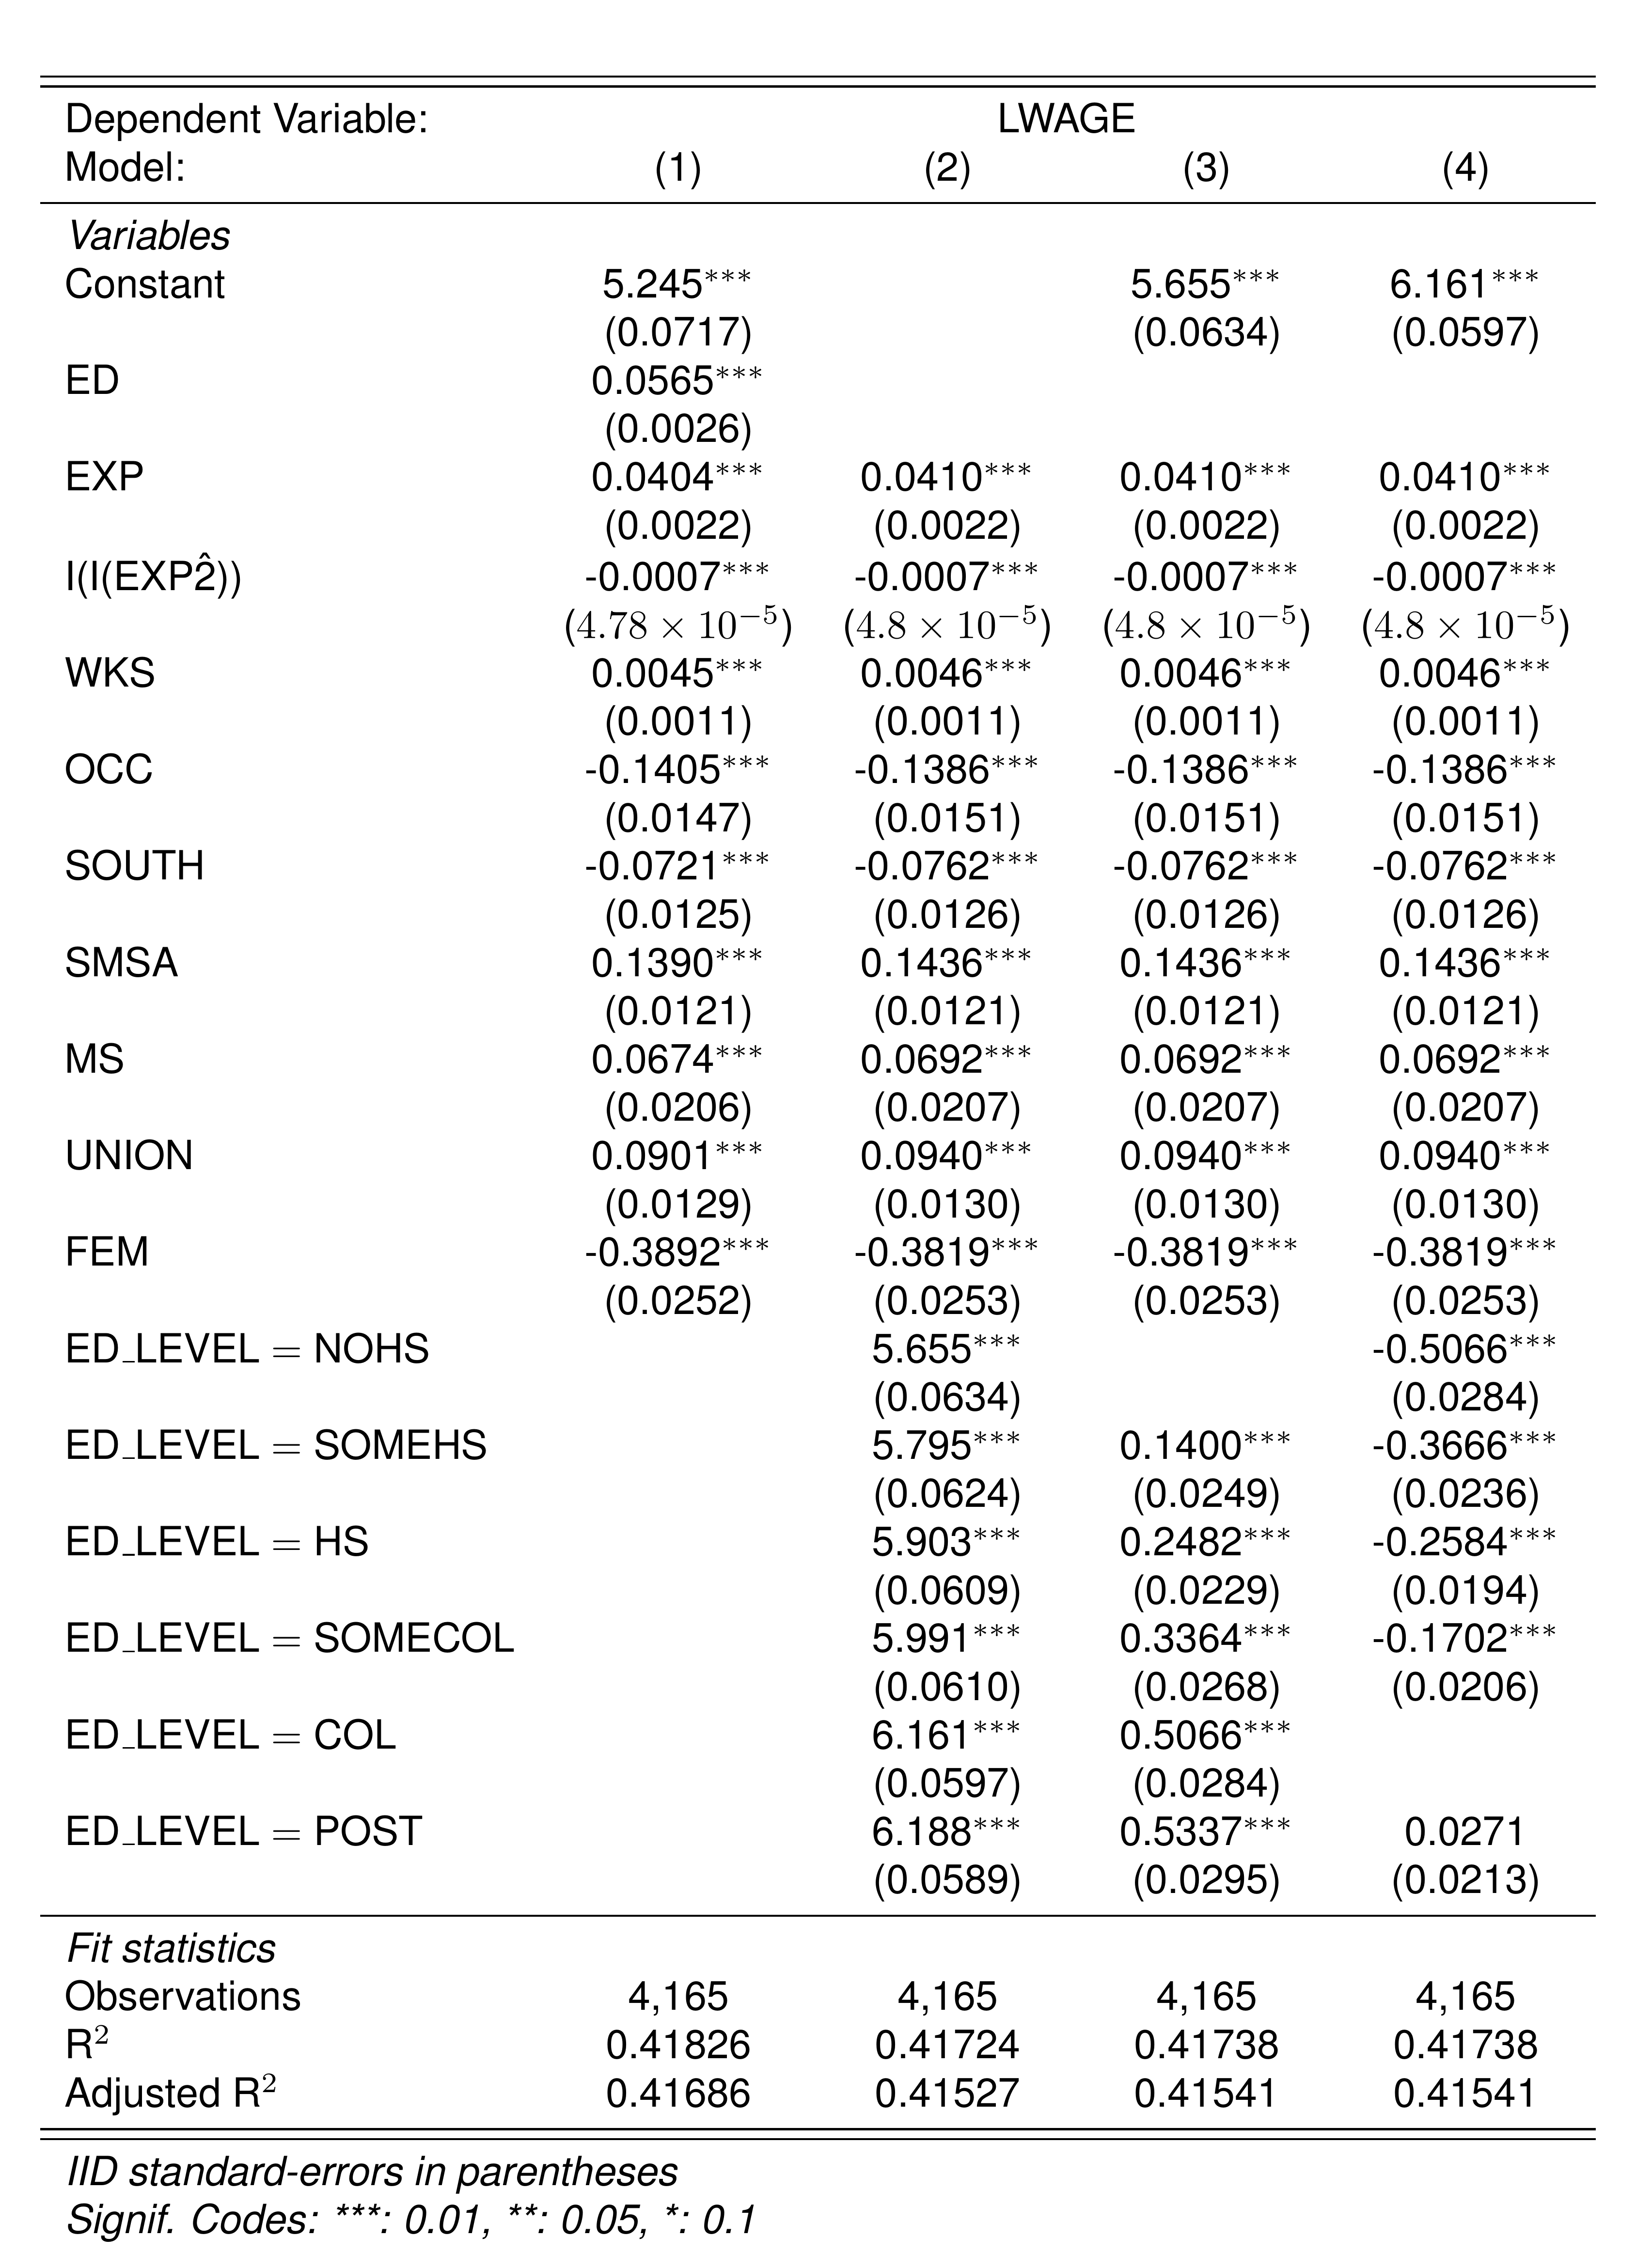 Dependent Variable: LWAGE
Model: (1) (2) (3) (4)
Variables
Constant 5.245*** 5.655*** 6.161***
(0.0717) (0.0634) (0.0597)
ED 0.0565***
(0.0026)
EXP 0.0404*** 0.0410*** 0.0410*** 0.0410***
(0.0022) (0.0022) (0.0022) (0.0022)
I(I(EXP2̂)) -0.0007*** -0.0007*** -0.0007*** -0.0007***
(4.78 × 10⁻⁵) (4.8 × 10⁻⁵) (4.8 × 10⁻⁵) (4.8 × 10⁻⁵)
WKS 0.0045*** 0.0046*** 0.0046*** 0.0046***
(0.0011) (0.0011) (0.0011) (0.0011)
OCC -0.1405*** -0.1386*** -0.1386*** -0.1386***
(0.0147) (0.0151) (0.0151) (0.0151)
SOUTH -0.0721*** -0.0762*** -0.0762*** -0.0762***
(0.0125) (0.0126) (0.0126) (0.0126)
SMSA 0.1390*** 0.1436*** 0.1436*** 0.1436***
(0.0121) (0.0121) (0.0121) (0.0121)
MS 0.0674*** 0.0692*** 0.0692*** 0.0692***
(0.0206) (0.0207) (0.0207) (0.0207)
UNION 0.0901*** 0.0940*** 0.0940*** 0.0940***
(0.0129) (0.0130) (0.0130) (0.0130)
FEM -0.3892*** -0.3819*** -0.3819*** -0.3819***
(0.0252) (0.0253) (0.0253) (0.0253)
ED_LEVEL = NOHS 5.655*** -0.5066***
(0.0634) (0.0284)
ED_LEVEL = SOMEHS 5.795*** 0.1400*** -0.3666***
(0.0624) (0.0249) (0.0236)
ED_LEVEL = HS 5.903*** 0.2482*** -0.2584***
(0.0609) (0.0229) (0.0194)
ED_LEVEL = SOMECOL 5.991*** 0.3364*** -0.1702***
(0.0610) (0.0268) (0.0206)
ED_LEVEL = COL 6.161*** 0.5066***
(0.0597) (0.0284)
ED_LEVEL = POST 6.188*** 0.5337*** 0.0271
(0.0589) (0.0295) (0.0213)
Fit statistics
Observations 4,165 4,165 4,165 4,165
R² 0.41826 0.41724 0.41738 0.41738
Adjusted R² 0.41686 0.41527 0.41541 0.41541
IID standard-errors in parentheses
Signif. Codes: ***: 0.01, **: 0.05, *: 0.1